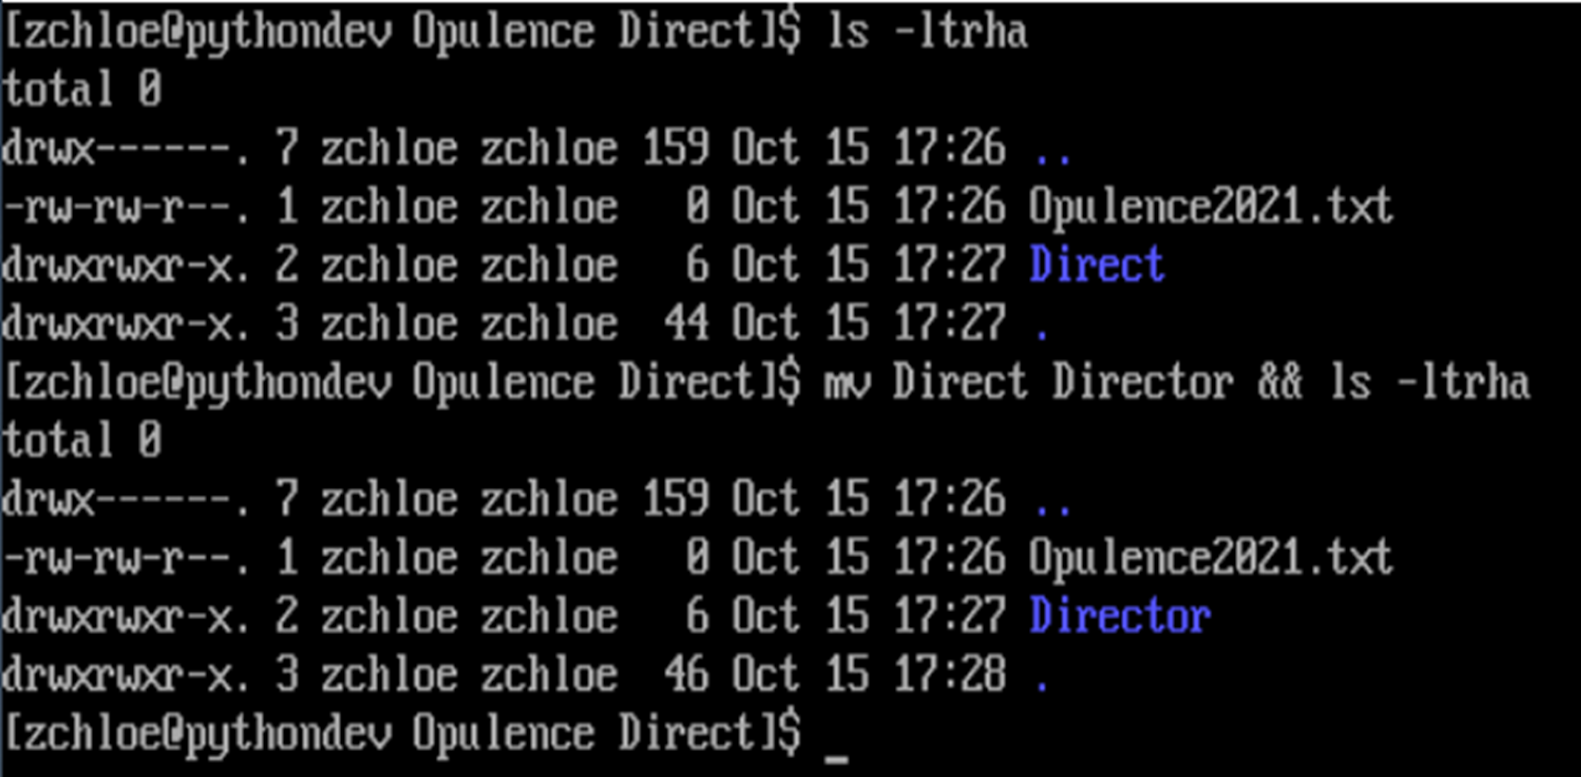 [zchloe@pythondev Opulence Direct]$ ls -ltrha
total 0
drwx------. 7 zchloe zchloe 159 Oct 15 17:26 ..
-rw-rw-r--. 1 zchloe zchloe   0 Oct 15 17:26 Opulence2021.txt
drwxrwxr-x. 2 zchloe zchloe   6 Oct 15 17:27 Direct
drwxrwxr-x. 3 zchloe zchloe  44 Oct 15 17:27 .
[zchloe@pythondev Opulence Direct]$ mv Direct Director && ls -ltrha
total 0
drwx------. 7 zchloe zchloe 159 Oct 15 17:26 ..
-rw-rw-r--. 1 zchloe zchloe   0 Oct 15 17:26 Opulence2021.txt
drwxrwxr-x. 2 zchloe zchloe   6 Oct 15 17:27 Director
drwxrwxr-x. 3 zchloe zchloe  46 Oct 15 17:28 .
[zchloe@pythondev Opulence Direct]$ _